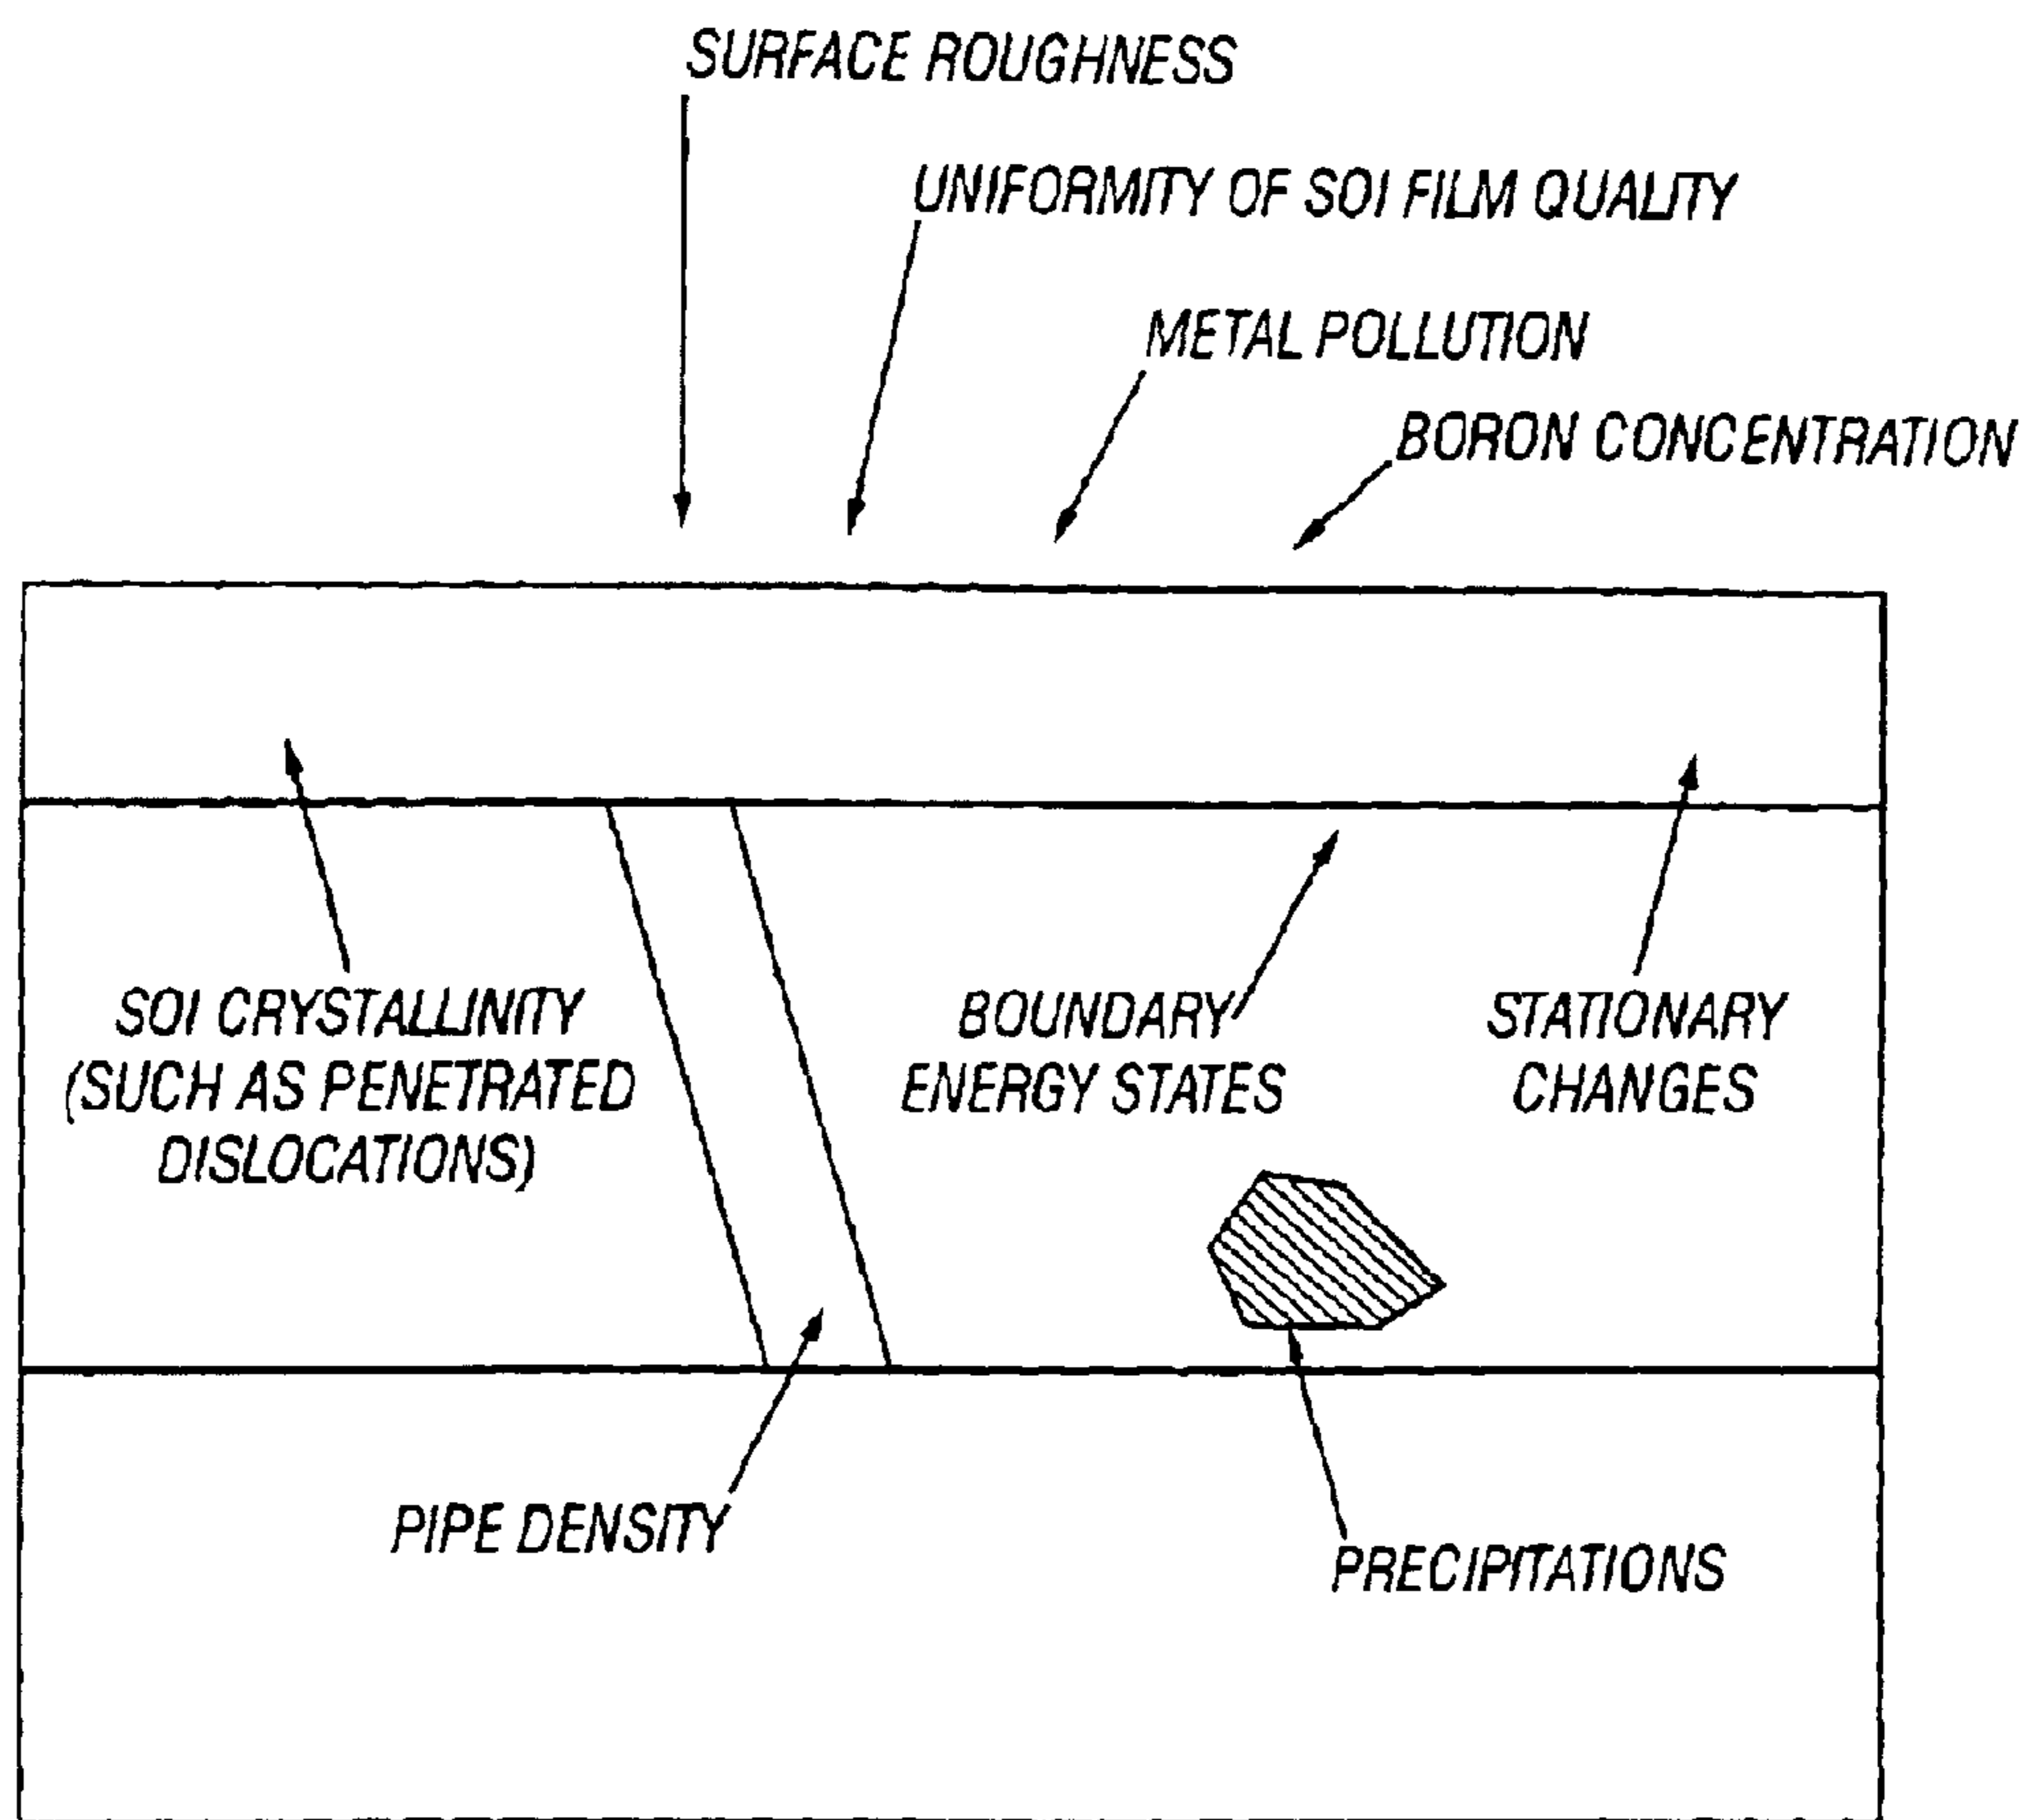 SURFACE ROUGHNESS
UNIFORMITY OF SOI FILM QUALITY
METAL POLLUTION
BORON CONCENTRATION
SOI CRYSTALLINITY
(SUCH AS PENETRATED
DISLOCATIONS)
BOUNDARY
ENERGY STATES
STATIONARY
CHANGES
PIPE DENSITY
PRECIPITATIONS